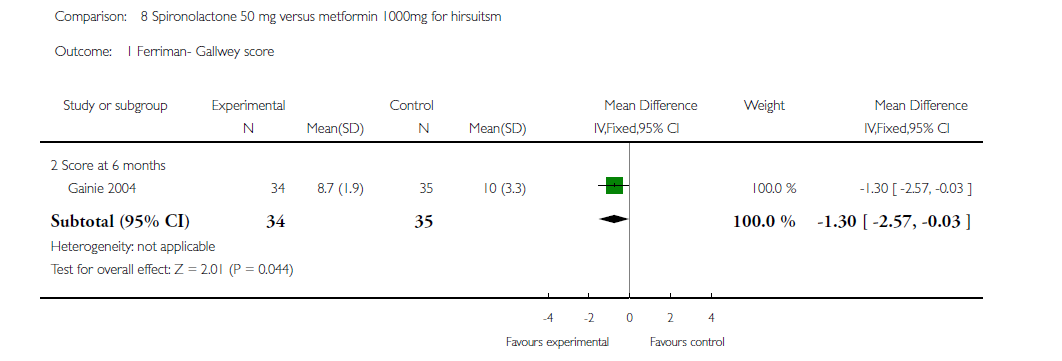 Comparison: 8 Spironolactone 50 mg versus metformin 1000mg for hirsuitsm
Outcome: 1 Ferriman- Gallwey score
Study or subgroup Experimental Control Mean Difference Weight Mean Difference
N Mean(SD) N Mean(SD) IV,Fixed,95% CI IV,Fixed,95% CI
2 Score at 6 months
Gainie 2004 34 8.7 (1.9) 35 10 (3.3) 100.0 % -1.30 [ -2.57, -0.03 ]
Subtotal (95% CI) 34 35 100.0 % -1.30 [ -2.57, -0.03 ]
Heterogeneity: not applicable
Test for overall effect: Z = 2.01 (P = 0.044)
-4 -2 0 2 4
Favours experimental Favours control